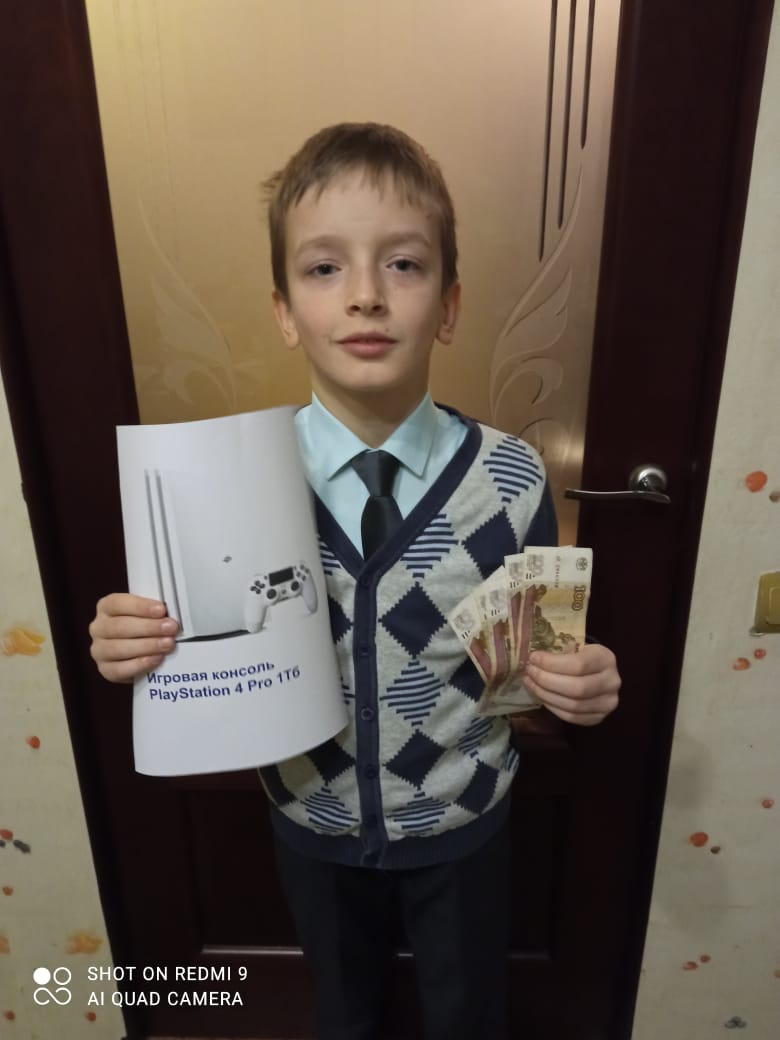 Игровая консоль
PlayStation 4 Pro 1Тб
100
SHOT ON REDMI 9
AI QUAD CAMERA